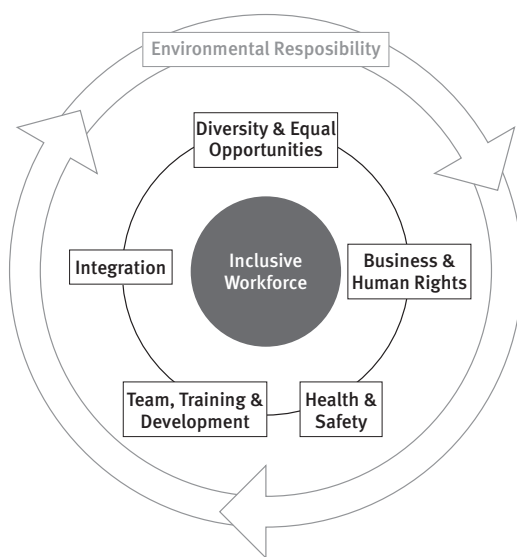 Environmental Resposibility
Diversity & Equal
Opportunities
Integration
Inclusive
Workforce
Business &
Human Rights
Team, Training &
Development
Health &
Safety